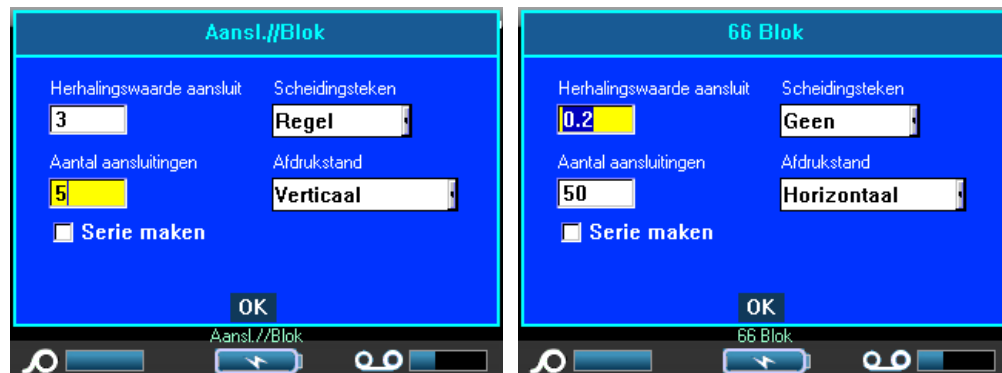 Aansl.//Blok
Herhalingswaarde aansluit
Scheidingsteken
3
Regel
Aantal aansluitingen
Afdrukstand
5
Verticaal
Serie maken
OK
Aansl.//Blok
66 Blok
Herhalingswaarde aansluit
Scheidingsteken
0.2
Geen
Aantal aansluitingen
Afdrukstand
50
Horizontaal
Serie maken
OK
66 Blok